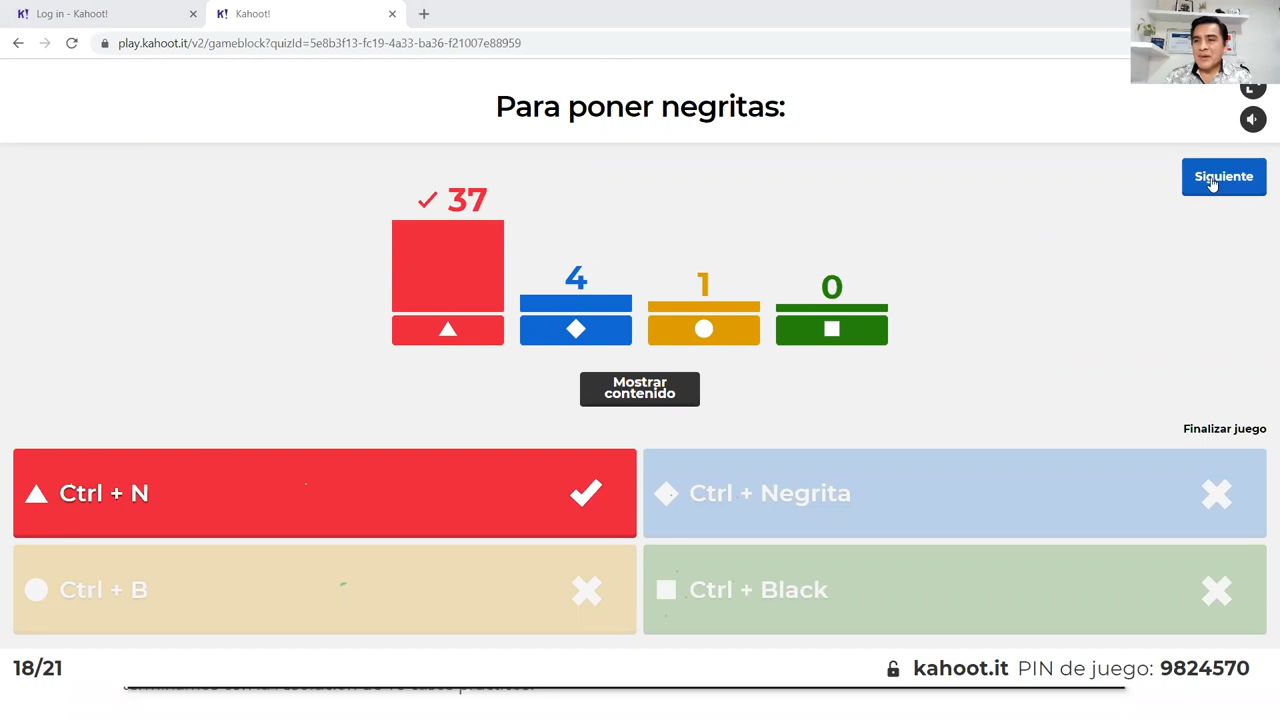 K! Log in - Kahoot!
K! Kahoot!
play.kahoot.it/v2/gameblock?quizId=5e8b3f13-fc19-4a33-ba36-f21007e88959
Para poner negritas:
Siguiente
37
4
1
0
Mostrar
contenido
Finalizar juego
Ctrl + N
Ctrl + Negrita
Ctrl + B
Ctrl + Black
18/21
kahoot.it PIN de juego: 9824570